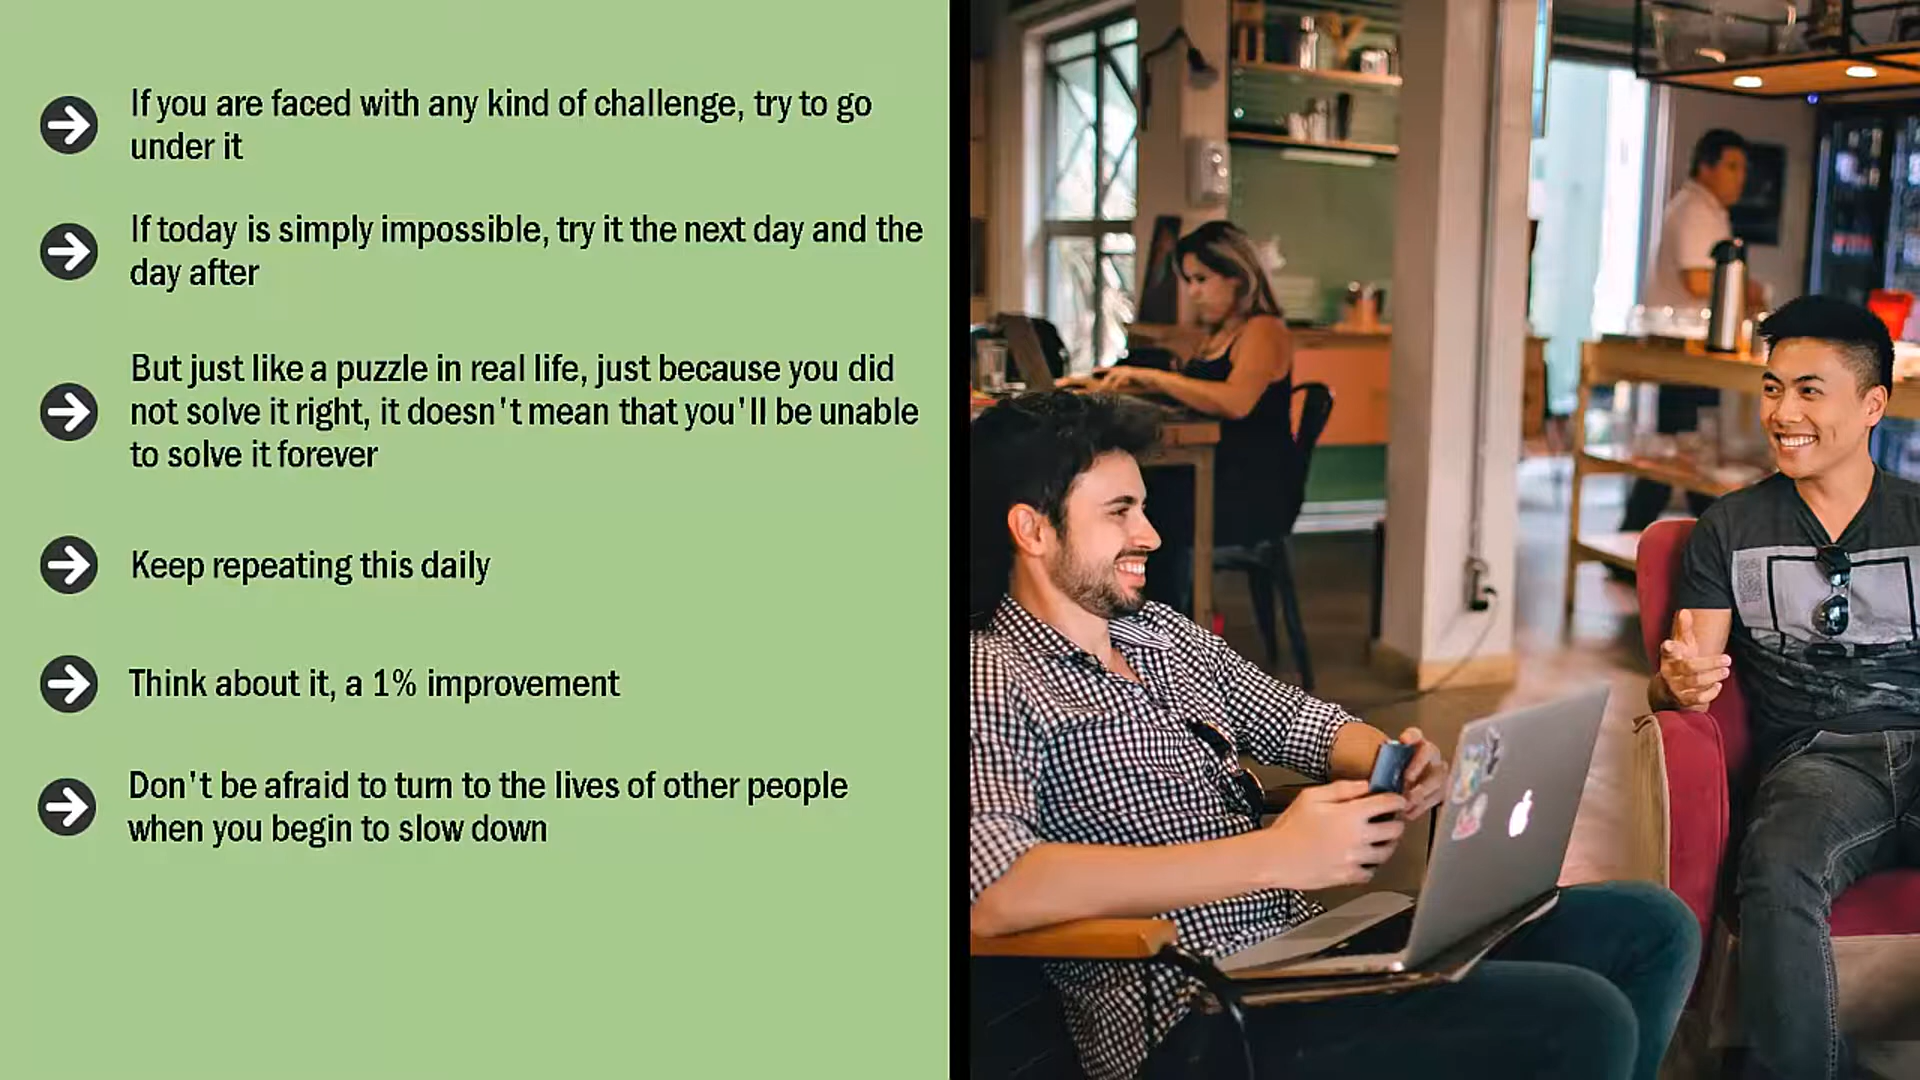 If you are faced with any kind of challenge, try to go
under it
If today is simply impossible, try it the next day and the
day after
But just like a puzzle in real life, just because you did
not solve it right, it doesn't mean that you'll be unable
to solve it forever
Keep repeating this daily
Think about it, a 1% improvement
Don't be afraid to turn to the lives of other people
when you begin to slow down